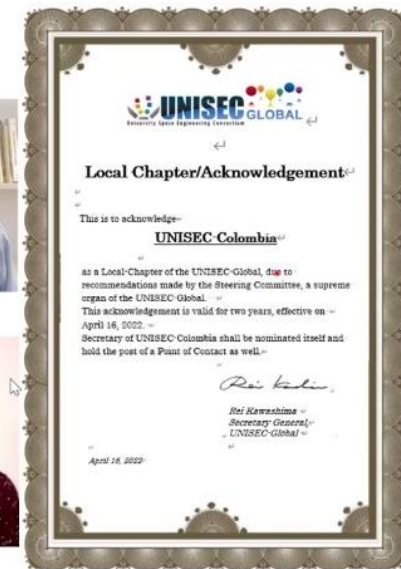 UNISEC GLOBAL
University Space Engineering Consortium
Local Chapter/Acknowledgement
This is to acknowledge
UNISEC-Colombia
as a Local-Chapter of the UNISEC-Global, due to
recommendations made by the Steering Committee, a supreme
organ of the UNISEC-Global.
This acknowledgement is valid for two years, effective on
April 16, 2022.
Secretary of UNISEC-Colombia shall be nominated itself and
hold the post of a Point of Contact as well.
Rei Kawashima
Secretary General,
UNISEC-Global
April 16, 2022